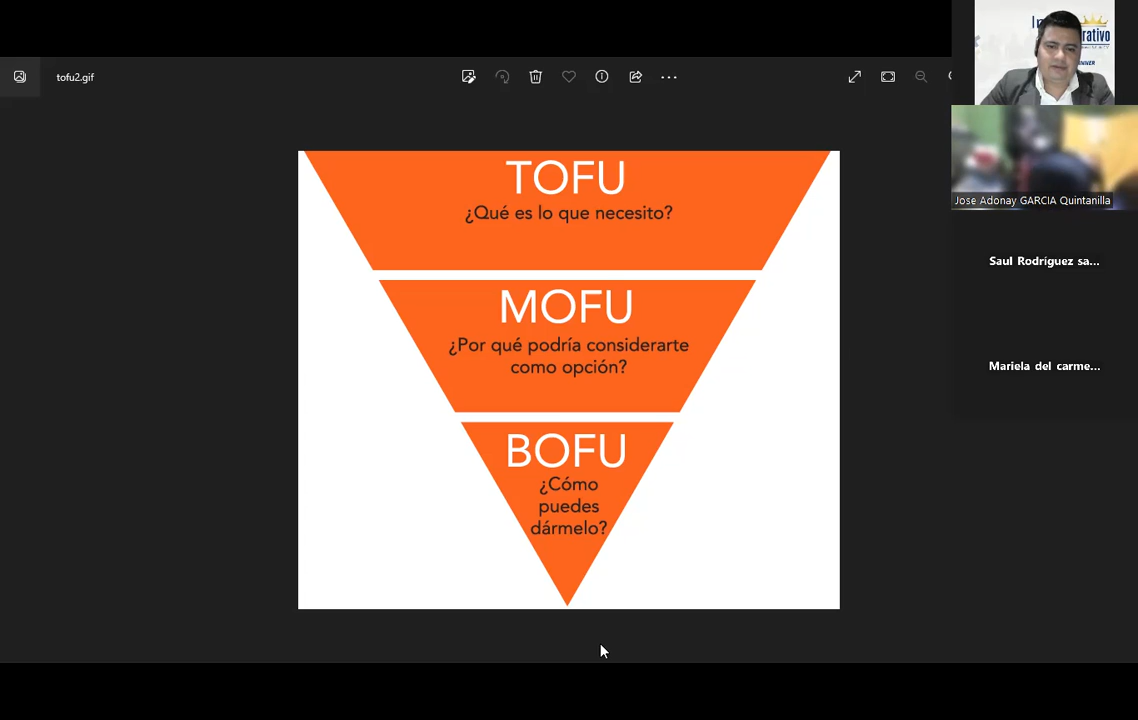 tofu2.gif
TOFU
¿Qué es lo que necesito?
MOFU
¿Por qué podría considerarte
como opción?
BOFU
¿Cómo
puedes
dármelo?
Jose Adonay GARCIA Quintanilla
Saul Rodríguez sa...
Mariela del carme...